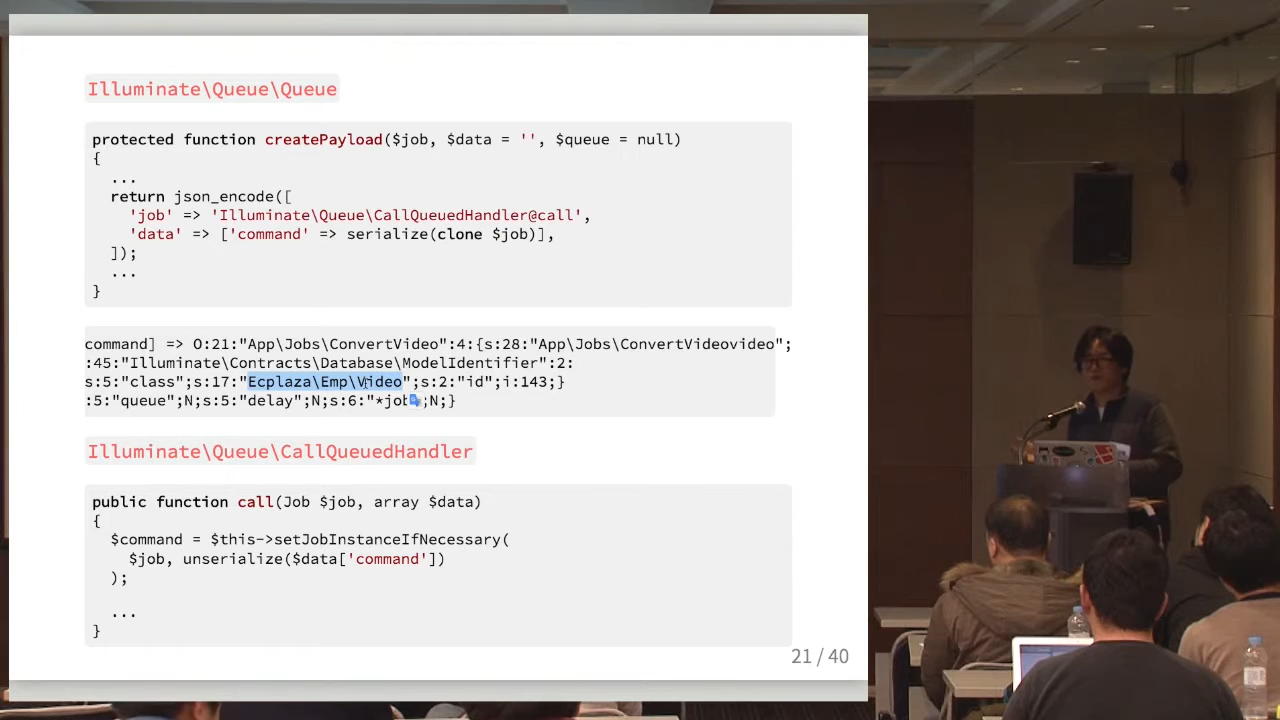 Illuminate\Queue\Queue
protected function createPayload($job, $data = '', $queue = null)
{
...
return json_encode([
'job' => 'Illuminate\Queue\CallQueuedHandler@call',
'data' => ['command' => serialize(clone $job)],
]);
...
}
command] => O:21:"App\Jobs\ConvertVideo":4:{s:28:"App\Jobs\ConvertVideovideo";
:45:"Illuminate\Contracts\Database\ModelIdentifier":2:
s:5:"class";s:17:"Ecplaza\Emp\Video";s:2:"id";i:143;}
:5:"queue";N;s:5:"delay";N;s:6:"*job";N;}
Illuminate\Queue\CallQueuedHandler
public function call(Job $job, array $data)
{
$command = $this->setJobInstanceIfNecessary(
$job, unserialize($data['command'])
);
...
}
21 / 40